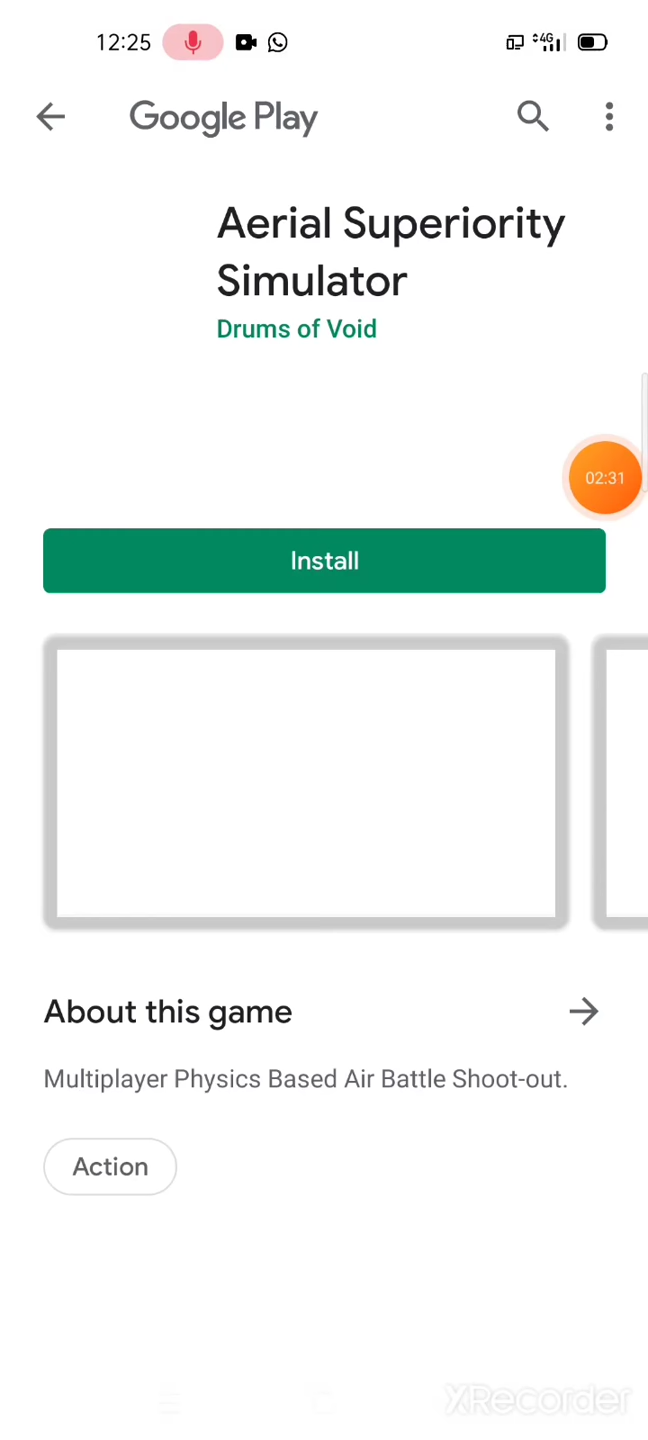 12:25 4G
Google Play
Aerial Superiority
Simulator
Drums of Void
02:31
Install
About this game
Multiplayer Physics Based Air Battle Shoot-out.
Action
XRecorder